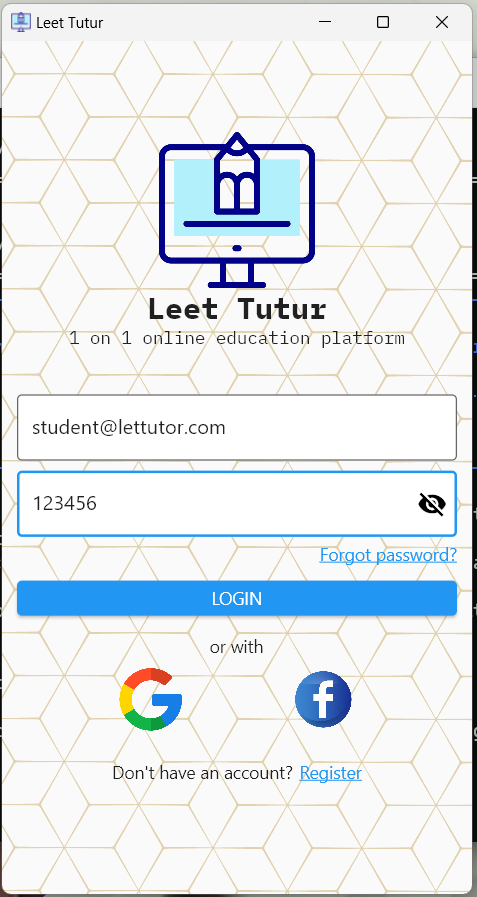 Leet Tutur
Leet Tutur
1 on 1 online education platform
student@lettutor.com
123456
Forgot password?
LOGIN
or with
Don't have an account? Register